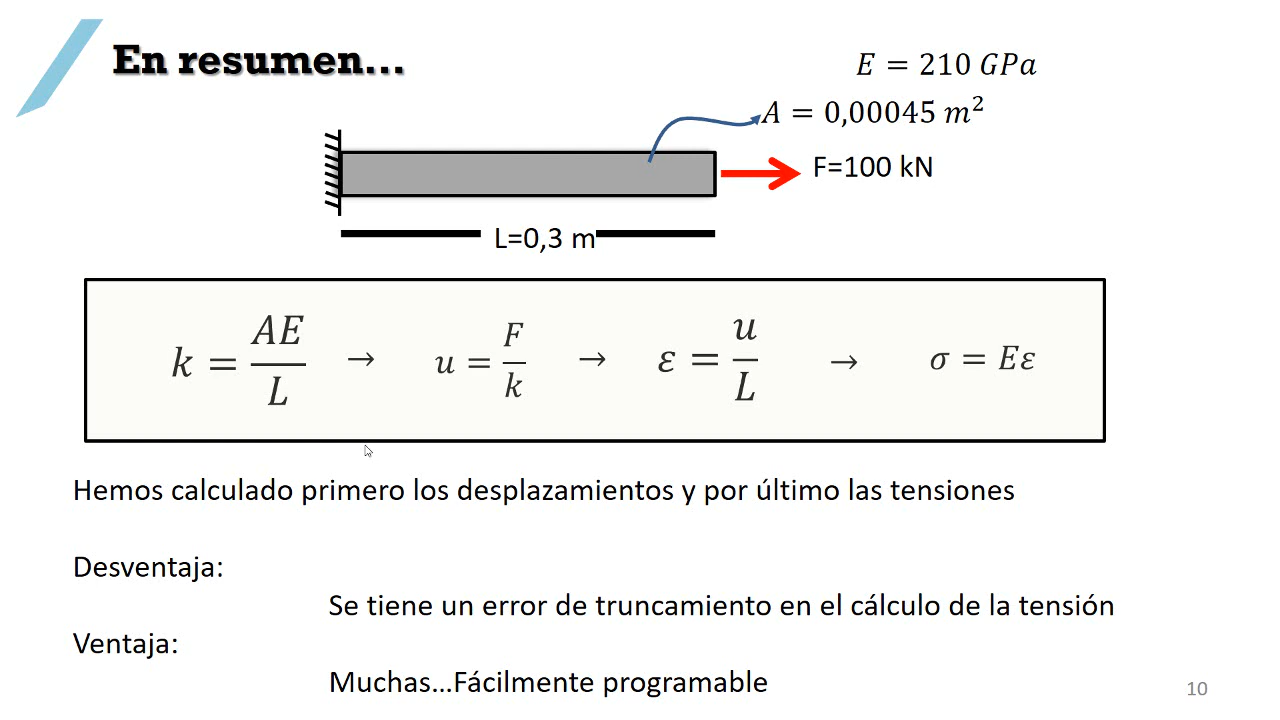 En resumen...
E = 210 GPa
A = 0,00045 m²
F=100 kN
L=0,3 m
k = AE/L → u = F/k → ε = u/L → σ = Eε
Hemos calculado primero los desplazamientos y por último las tensiones
Desventaja:
Se tiene un error de truncamiento en el cálculo de la tensión
Ventaja:
Muchas...Fácilmente programable
10